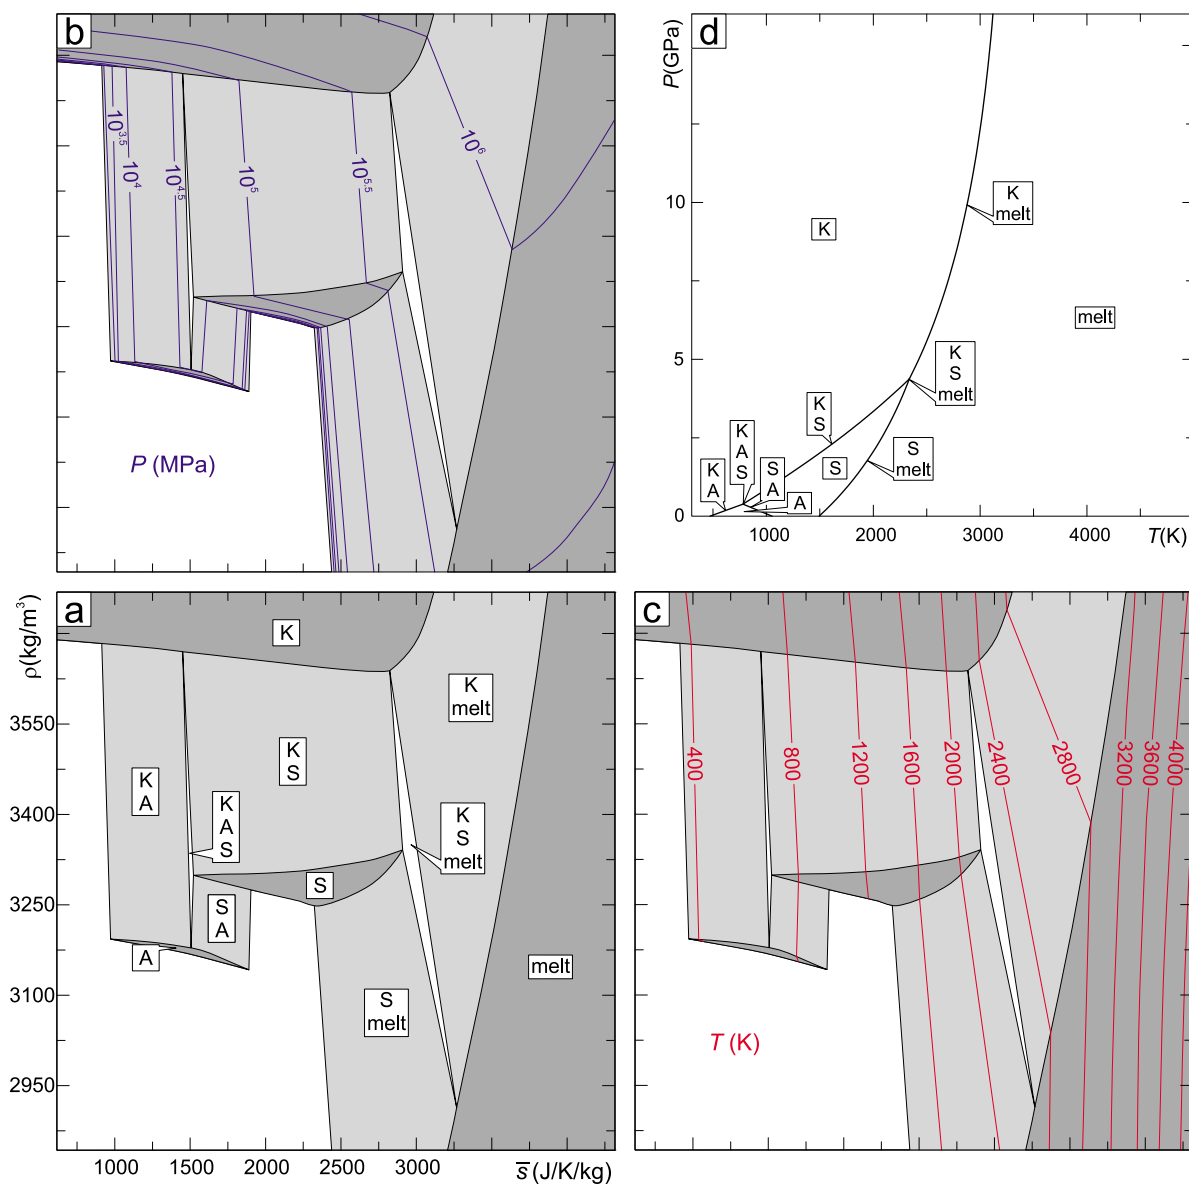 b
10^3.5
10^4
10^4.5
10^5
10^5.5
10^6
P (MPa)
d
P(GPa)
10
5
0
1000
2000
3000
4000
T(K)
K
K
melt
melt
K
S
melt
K
S
S
melt
K
A
S
K
A
S
A
S
A
a
ρ(kg/m³)
3550
3400
3250
3100
2950
1000
1500
2000
2500
3000
s̅ (J/K/kg)
K
K
melt
K
S
K
A
K
A
S
K
S
melt
S
S
A
A
melt
S
melt
c
400
800
1200
1600
2000
2400
2800
3200
3600
4000
T (K)